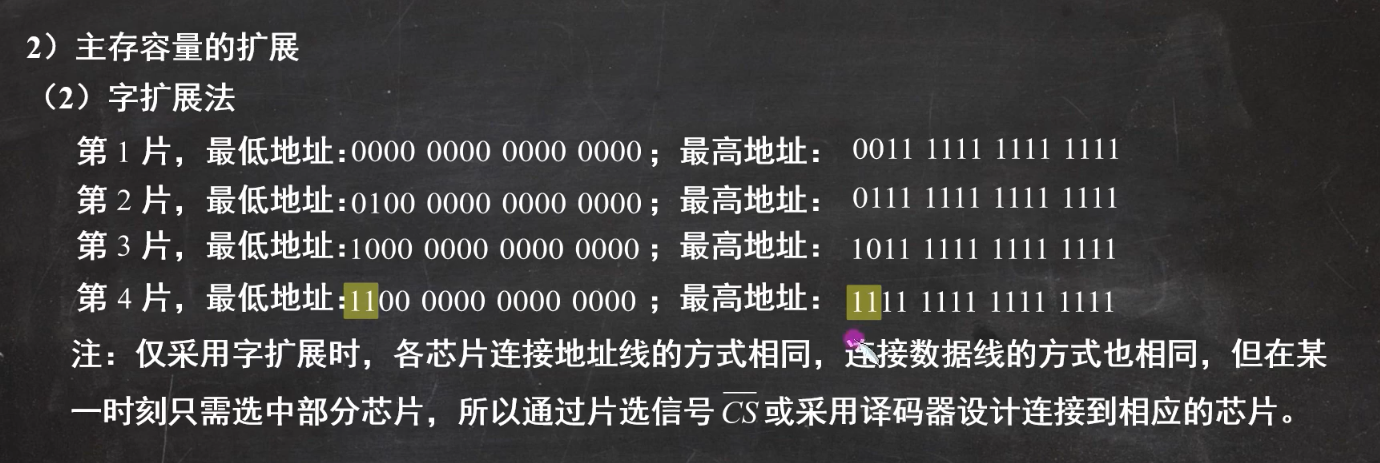 2）主存容量的扩展
（2）字扩展法
第 1 片，最低地址:0000 0000 0000 0000；最高地址： 0011 1111 1111 1111
第 2 片，最低地址:0100 0000 0000 0000；最高地址： 0111 1111 1111 1111
第 3 片，最低地址:1000 0000 0000 0000；最高地址： 1011 1111 1111 1111
第 4 片，最低地址:1100 0000 0000 0000；最高地址： 1111 1111 1111 1111
注：仅采用字扩展时，各芯片连接地址线的方式相同，连接数据线的方式也相同，但在某
一时刻只需选中部分芯片，所以通过片选信号 C̅S̅ 或采用译码器设计连接到相应的芯片。